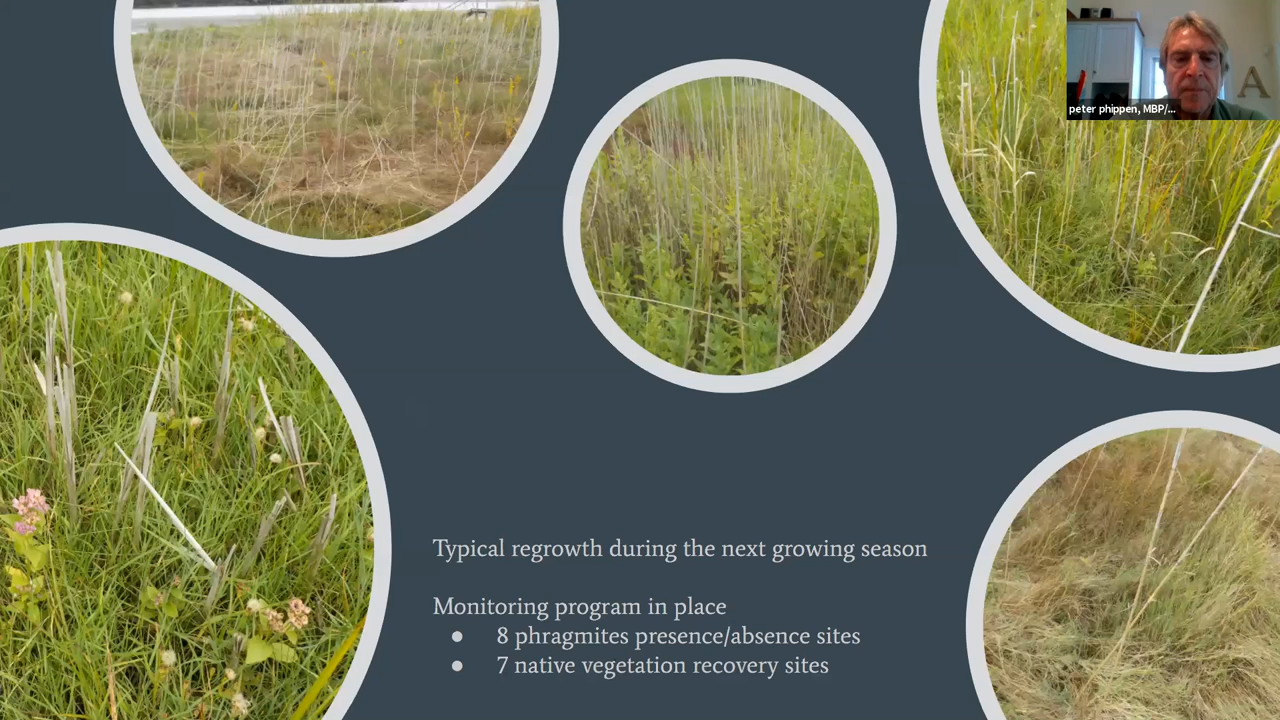 peter phippen, MBP/...
A
Typical regrowth during the next growing season
Monitoring program in place
● 8 phragmites presence/absence sites
● 7 native vegetation recovery sites